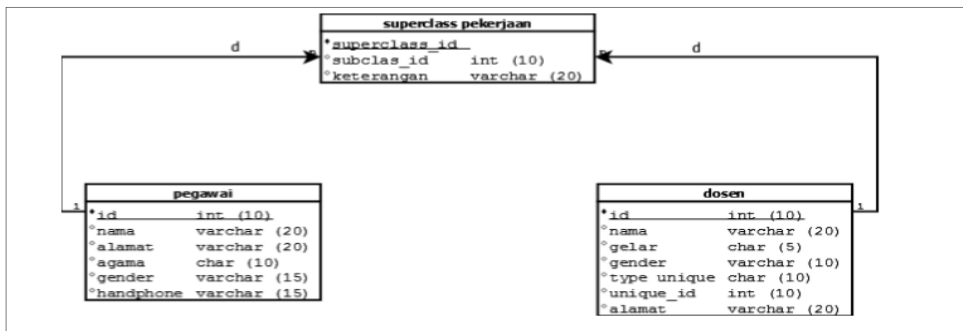 superclass pekerjaan
superclass_id
subclas_id int (10)
keterangan varchar (20)
d
d
pegawai
1
id int (10)
nama varchar (20)
alamat varchar (20)
agama char (10)
gender varchar (15)
handphone varchar (15)
dosen
1
id int (10)
nama varchar (20)
gelar char (5)
gender varchar (10)
type unique char (10)
unique_id int (10)
alamat varchar (20)